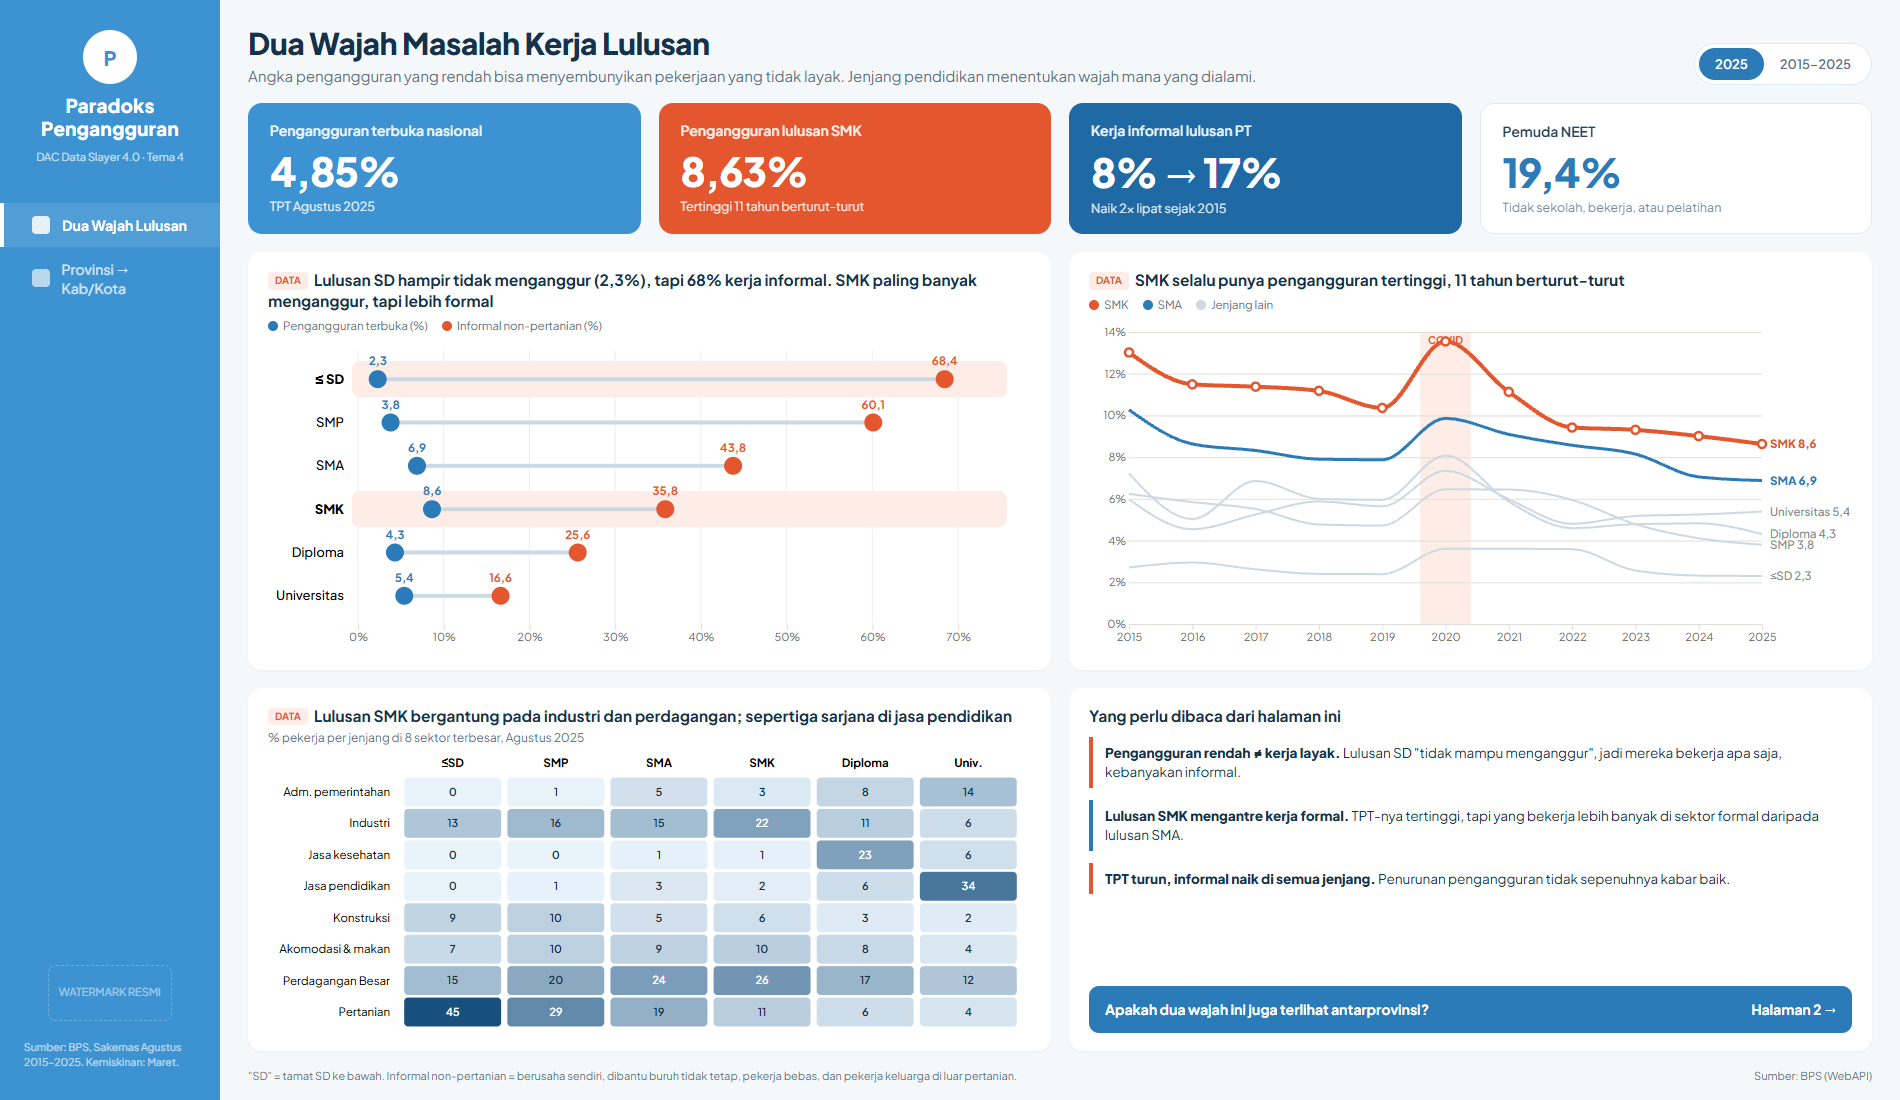 P
Paradoks
Pengangguran
DAC Data Slayer 4.0 · Tema 4
Dua Wajah Lulusan
Provinsi →
Kab/Kota
WATERMARK RESMI
Sumber: BPS, Sakernas Agustus
2015–2025. Kemiskinan: Maret.
Dua Wajah Masalah Kerja Lulusan
Angka pengangguran yang rendah bisa menyembunyikan pekerjaan yang tidak layak. Jenjang pendidikan menentukan wajah mana yang dialami.
2025 2015–2025
Pengangguran terbuka nasional
4,85%
TPT Agustus 2025
Pengangguran lulusan SMK
8,63%
Tertinggi 11 tahun berturut-turut
Kerja informal lulusan PT
8% → 17%
Naik 2× lipat sejak 2015
Pemuda NEET
19,4%
Tidak sekolah, bekerja, atau pelatihan
DATA Lulusan SD hampir tidak menganggur (2,3%), tapi 68% kerja informal. SMK paling banyak
menganggur, tapi lebih formal
Pengangguran terbuka (%) Informal non-pertanian (%)
2,3 68,4
≤ SD
3,8 60,1
SMP
6,9 43,8
SMA
8,6 35,8
SMK
4,3 25,6
Diploma
5,4 16,6
Universitas
0% 10% 20% 30% 40% 50% 60% 70%
DATA SMK selalu punya pengangguran tertinggi, 11 tahun berturut-turut
SMK SMA Jenjang lain
14%
COVID
12%
10%
8%
6%
4%
2%
0%
SMK 8,6
SMA 6,9
Universitas 5,4
Diploma 4,3
SMP 3,8
≤SD 2,3
2015 2016 2017 2018 2019 2020 2021 2022 2023 2024 2025
DATA Lulusan SMK bergantung pada industri dan perdagangan; sepertiga sarjana di jasa pendidikan
% pekerja per jenjang di 8 sektor terbesar, Agustus 2025
≤SD SMP SMA SMK Diploma Univ.
Adm. pemerintahan 0 1 5 3 8 14
Industri 13 16 15 22 11 6
Jasa kesehatan 0 0 1 1 23 6
Jasa pendidikan 0 1 3 2 6 34
Konstruksi 9 10 5 6 3 2
Akomodasi & makan 7 10 9 10 8 4
Perdagangan Besar 15 20 24 26 17 12
Pertanian 45 29 19 11 6 4
Yang perlu dibaca dari halaman ini
Pengangguran rendah ≠ kerja layak. Lulusan SD "tidak mampu menganggur", jadi mereka bekerja apa saja,
kebanyakan informal.
Lulusan SMK mengantre kerja formal. TPT-nya tertinggi, tapi yang bekerja lebih banyak di sektor formal daripada
lulusan SMA.
TPT turun, informal naik di semua jenjang. Penurunan pengangguran tidak sepenuhnya kabar baik.
Apakah dua wajah ini juga terlihat antarprovinsi? Halaman 2 →
"SD" = tamat SD ke bawah. Informal non-pertanian = berusaha sendiri, dibantu buruh tidak tetap, pekerja bebas, dan pekerja keluarga di luar pertanian.
Sumber: BPS (WebAPI)